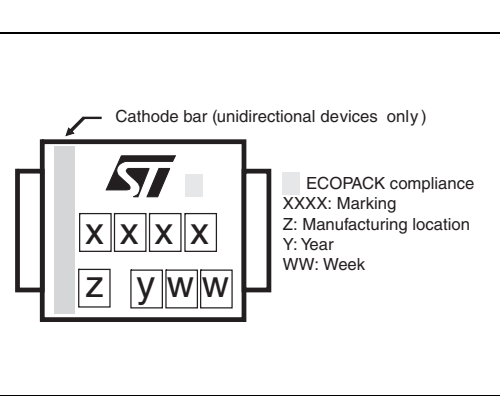 Cathode bar (unidirectional devices only)
ST
ECOPACK compliance
XXXX: Marking
Z: Manufacturing location
Y: Year
WW: Week
x x x x
z y w w